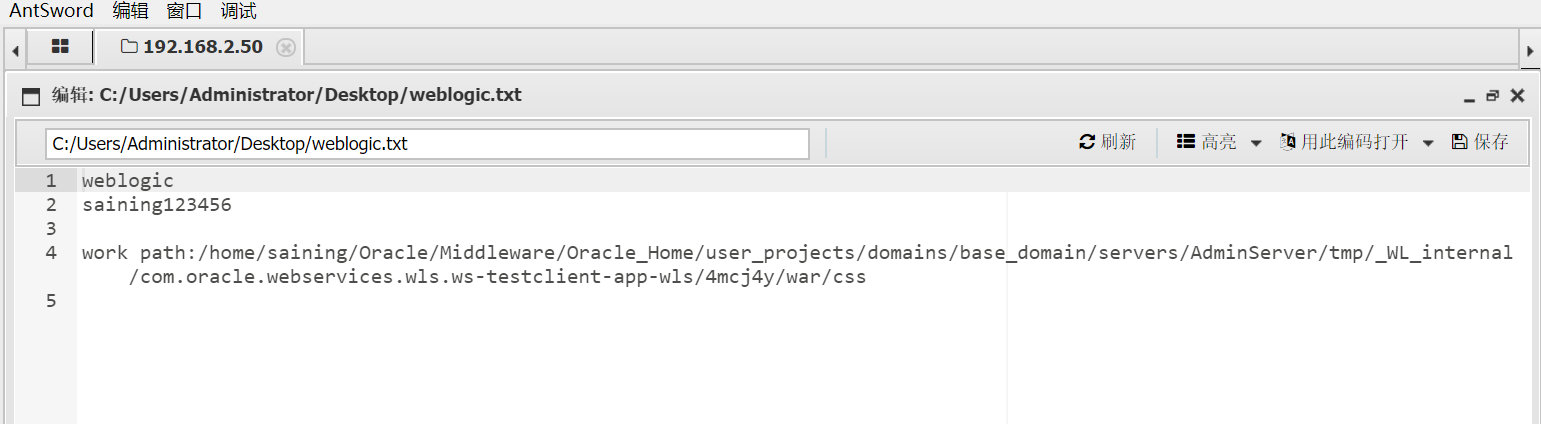 AntSword 编辑 窗口 调试
192.168.2.50
编辑: C:/Users/Administrator/Desktop/weblogic.txt
C:/Users/Administrator/Desktop/weblogic.txt 刷新 高亮 用此编码打开 保存
1 weblogic
2 saining123456
3
4 work path:/home/saining/Oracle/Middleware/Oracle_Home/user_projects/domains/base_domain/servers/AdminServer/tmp/_WL_internal
/com.oracle.webservices.wls.ws-testclient-app-wls/4mcj4y/war/css
5